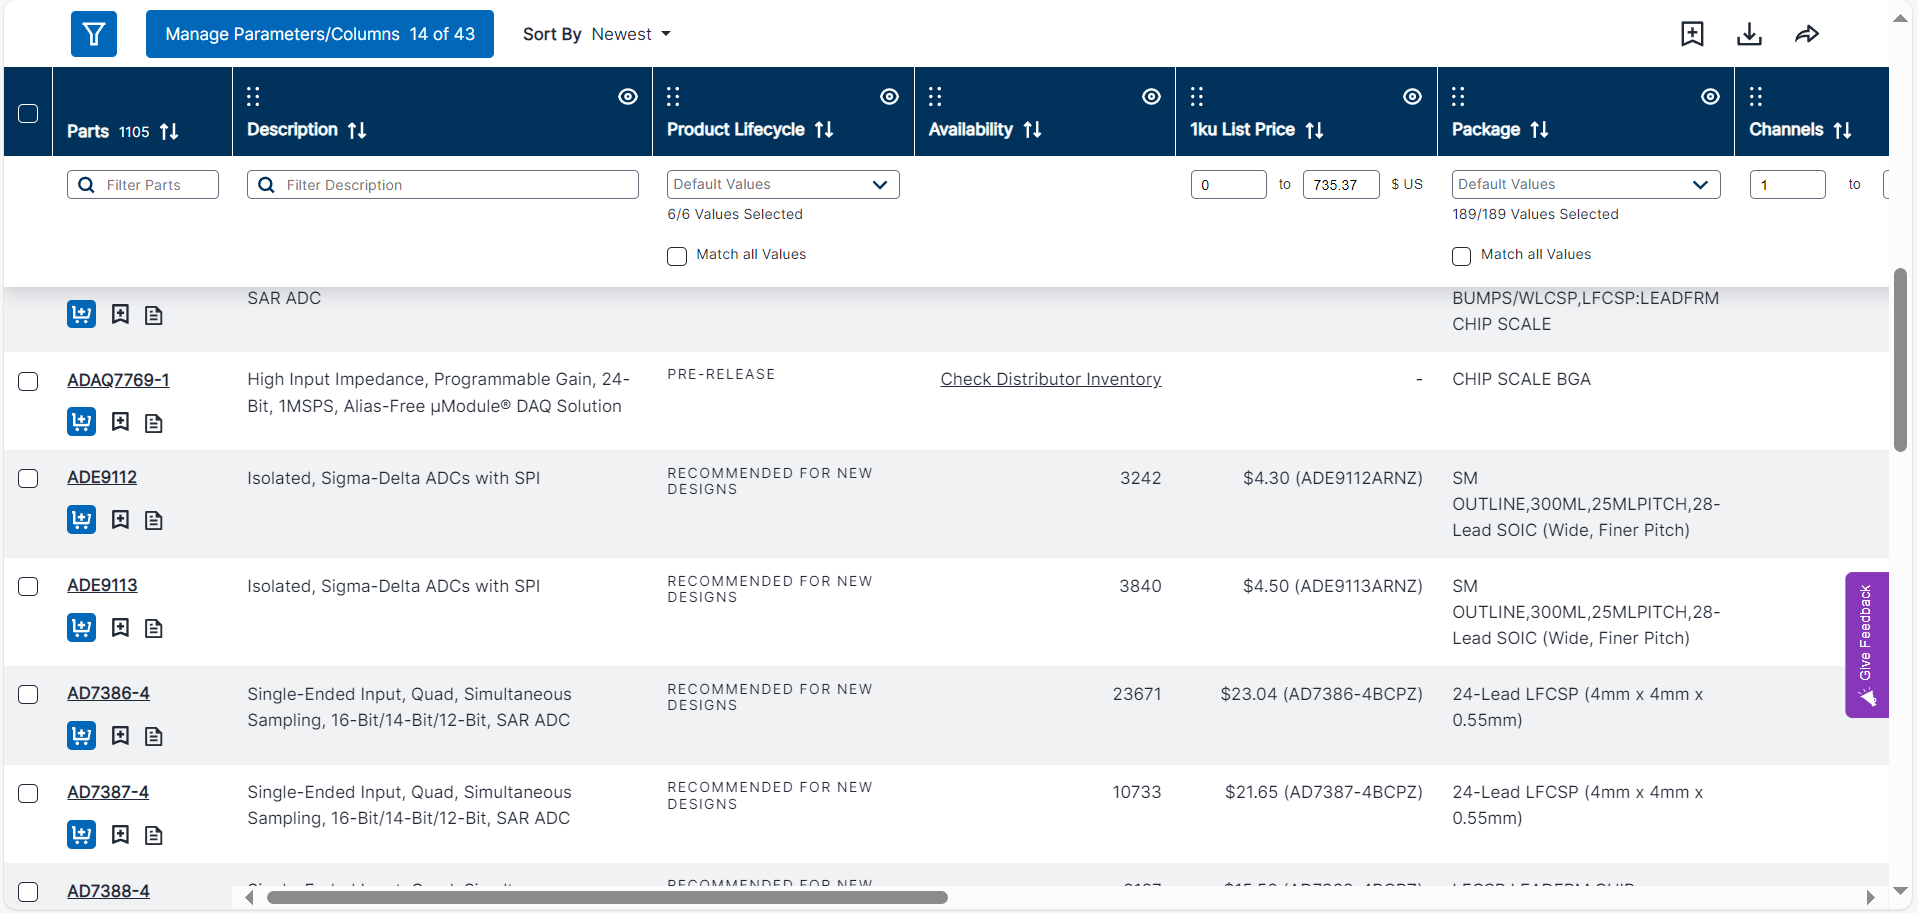 Manage Parameters/Columns 14 of 43
Sort By Newest
Parts 1105
Description
Product Lifecycle
Availability
1ku List Price
Package
Channels
Filter Parts
Filter Description
Default Values
6/6 Values Selected
Match all Values
0 to 735.37 $ US
Default Values
189/189 Values Selected
Match all Values
1 to
SAR ADC
BUMPS/WLCSP,LFCSP:LEADFRM
CHIP SCALE
ADAQ7769-1
High Input Impedance, Programmable Gain, 24-
Bit, 1MSPS, Alias-Free µModule® DAQ Solution
PRE-RELEASE
Check Distributor Inventory
-
CHIP SCALE BGA
ADE9112
Isolated, Sigma-Delta ADCs with SPI
RECOMMENDED FOR NEW
DESIGNS
3242
$4.30 (ADE9112ARNZ)
SM
OUTLINE,300ML,25MLPITCH,28-
Lead SOIC (Wide, Finer Pitch)
ADE9113
Isolated, Sigma-Delta ADCs with SPI
RECOMMENDED FOR NEW
DESIGNS
3840
$4.50 (ADE9113ARNZ)
SM
OUTLINE,300ML,25MLPITCH,28-
Lead SOIC (Wide, Finer Pitch)
Give Feedback
AD7386-4
Single-Ended Input, Quad, Simultaneous
Sampling, 16-Bit/14-Bit/12-Bit, SAR ADC
RECOMMENDED FOR NEW
DESIGNS
23671
$23.04 (AD7386-4BCPZ)
24-Lead LFCSP (4mm x 4mm x
0.55mm)
AD7387-4
Single-Ended Input, Quad, Simultaneous
Sampling, 16-Bit/14-Bit/12-Bit, SAR ADC
RECOMMENDED FOR NEW
DESIGNS
10733
$21.65 (AD7387-4BCPZ)
24-Lead LFCSP (4mm x 4mm x
0.55mm)
AD7388-4
RECOMMENDED FOR NEW